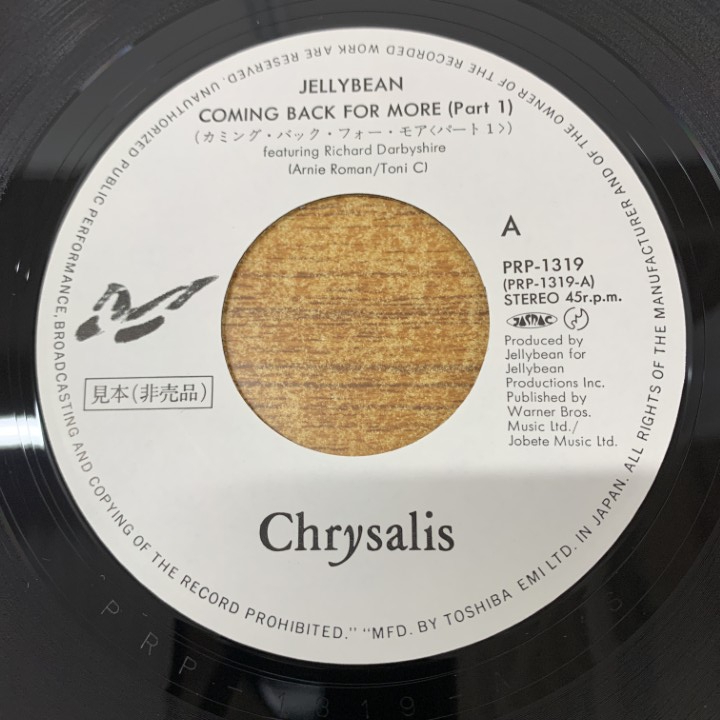 JELLYBEAN
COMING BACK FOR MORE (Part 1)
(カミング・バック・フォー・モア〈パート1〉)
featuring Richard Darbyshire
(Arnie Roman/Toni C)
A
PRP-1319
(PRP-1319-A)
STEREO 45r.p.m.
JASRAC
Produced by
Jellybean for
Jellybean
Productions Inc.
Published by
Warner Bros.
Music Ltd./
Jobete Music Ltd.
見本(非売品)
Chrysalis
ALL RIGHTS OF THE MANUFACTURER AND OF THE OWNER OF THE RECORDED WORK ARE RESERVED. UNAUTHORIZED PUBLIC PERFORMANCE, BROADCASTING AND COPYING OF THE RECORD PROHIBITED." "MFD. BY TOSHIBA EMI LTD. IN JAPAN.
PRP-1319-A